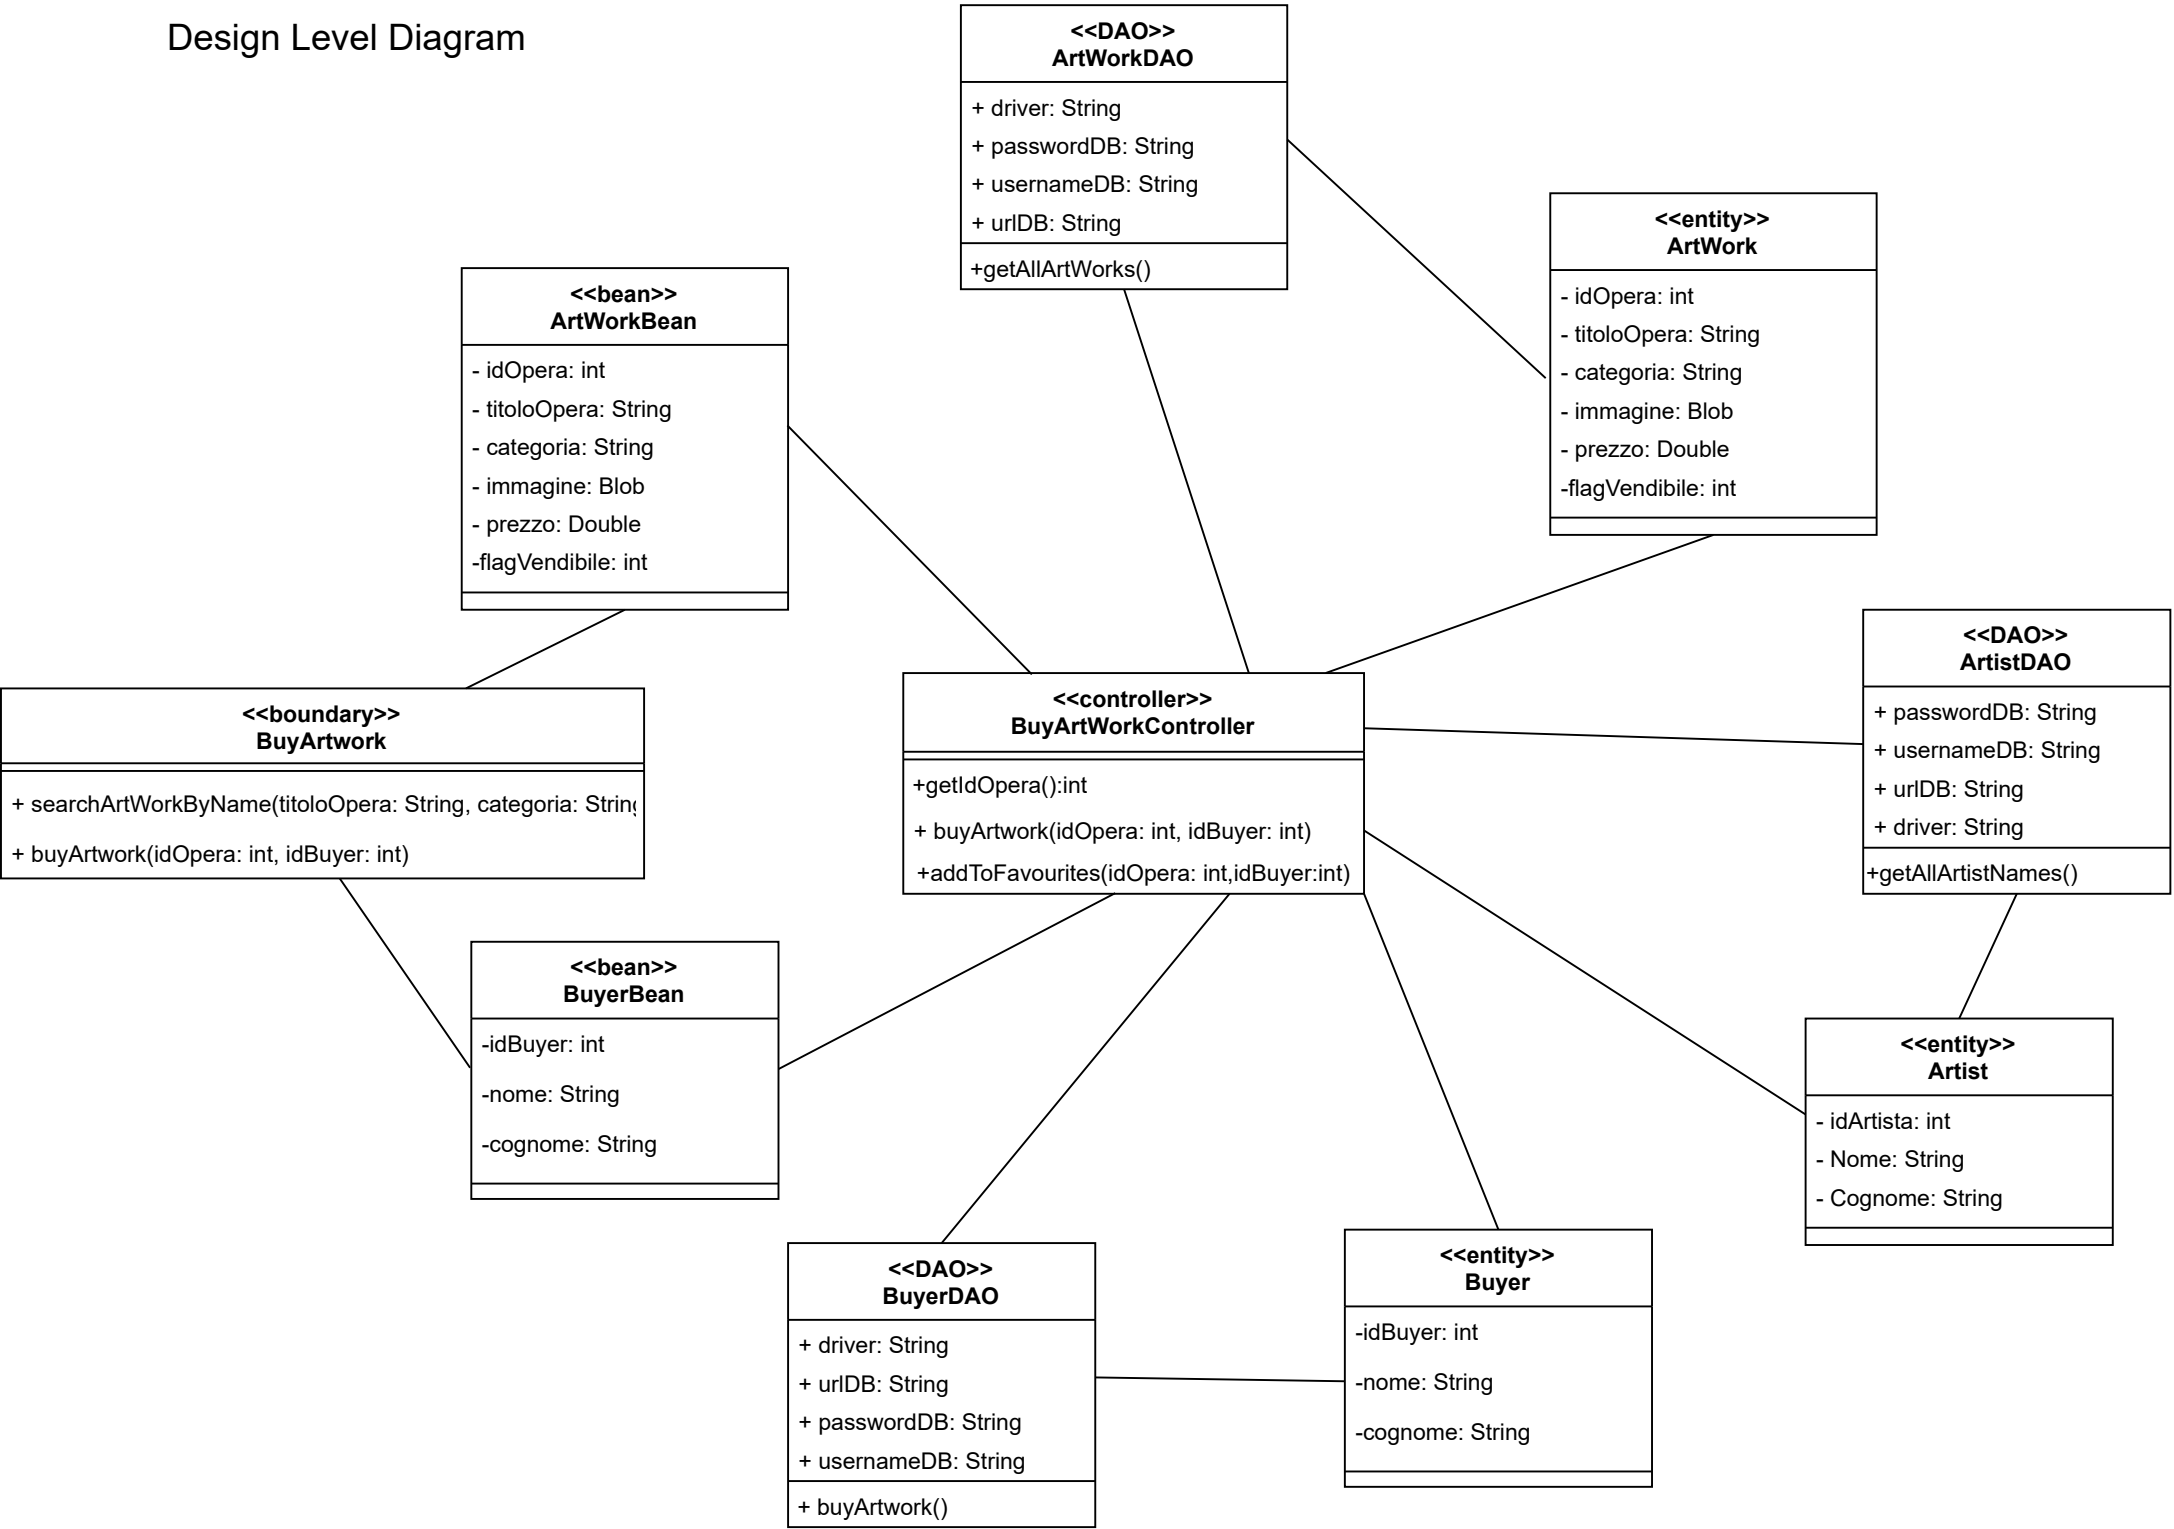 Design Level Diagram
<<DAO>>
ArtWorkDAO
+ driver: String
+ passwordDB: String
+ usernameDB: String
+ urlDB: String
+getAllArtWorks()
<<entity>>
ArtWork
- idOpera: int
- titoloOpera: String
- categoria: String
- immagine: Blob
- prezzo: Double
-flagVendibile: int
<<bean>>
ArtWorkBean
- idOpera: int
- titoloOpera: String
- categoria: String
- immagine: Blob
- prezzo: Double
-flagVendibile: int
<<boundary>>
BuyArtwork
+ searchArtWorkByName(titoloOpera: String, categoria: String
+ buyArtwork(idOpera: int, idBuyer: int)
<<controller>>
BuyArtWorkController
+getIdOpera():int
+ buyArtwork(idOpera: int, idBuyer: int)
+addToFavourites(idOpera: int,idBuyer:int)
<<DAO>>
ArtistDAO
+ passwordDB: String
+ usernameDB: String
+ urlDB: String
+ driver: String
+getAllArtistNames()
<<bean>>
BuyerBean
-idBuyer: int
-nome: String
-cognome: String
<<entity>>
Artist
- idArtista: int
- Nome: String
- Cognome: String
<<DAO>>
BuyerDAO
+ driver: String
+ urlDB: String
+ passwordDB: String
+ usernameDB: String
+ buyArtwork()
<<entity>>
Buyer
-idBuyer: int
-nome: String
-cognome: String